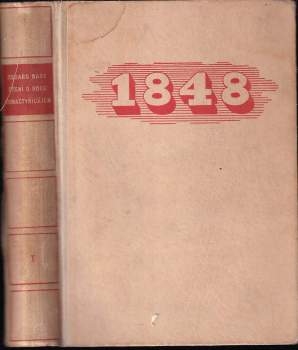 EDUARD BASS
ČTENÍ O ROCE
OSMAČTYŘICÁTÉM
I
1848